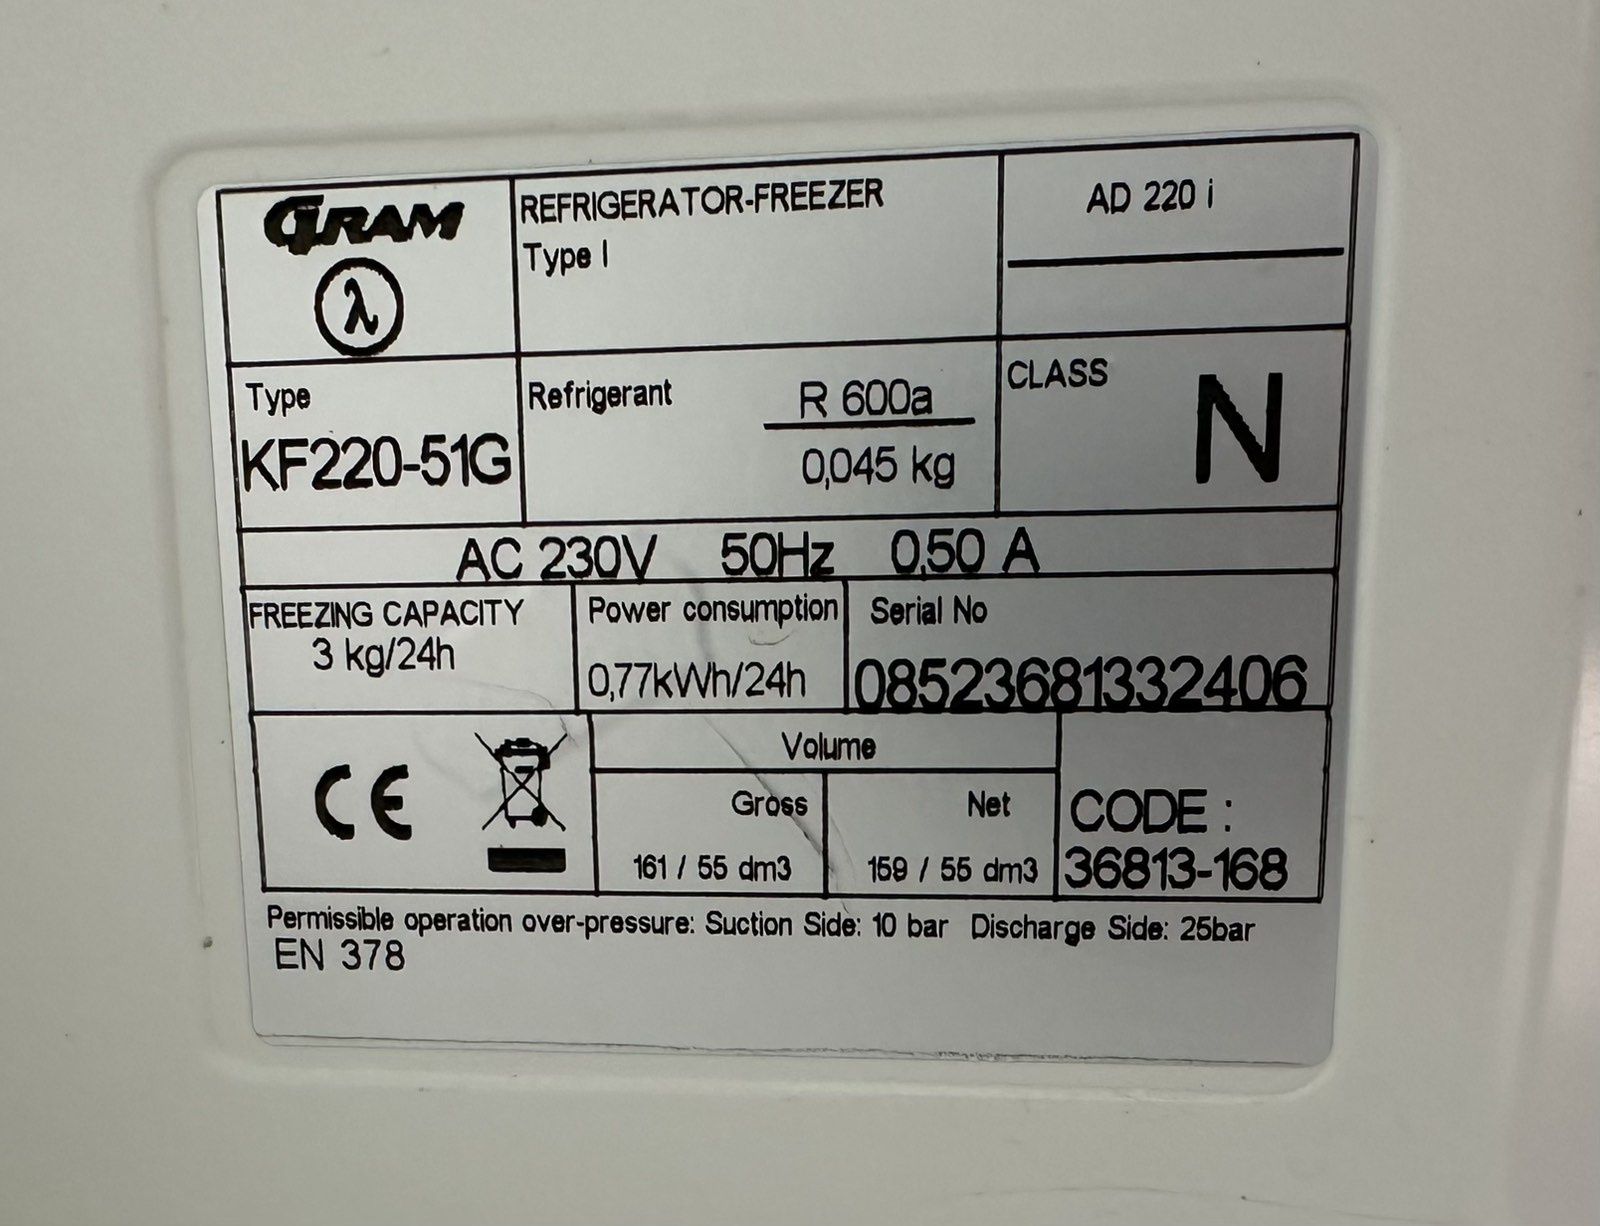 GRAM
λ
REFRIGERATOR-FREEZER
Type I
AD 220 i
Type
KF220-51G
Refrigerant
R 600a
0,045 kg
CLASS
N
AC 230V 50Hz 0,50 A
FREEZING CAPACITY
3 kg/24h
Power consumption
0,77kWh/24h
Serial No
08523681332406
CE
Volume
Gross
161 / 55 dm3
Net
159 / 55 dm3
CODE :
36813-168
Permissible operation over-pressure: Suction Side: 10 bar Discharge Side: 25bar
EN 378